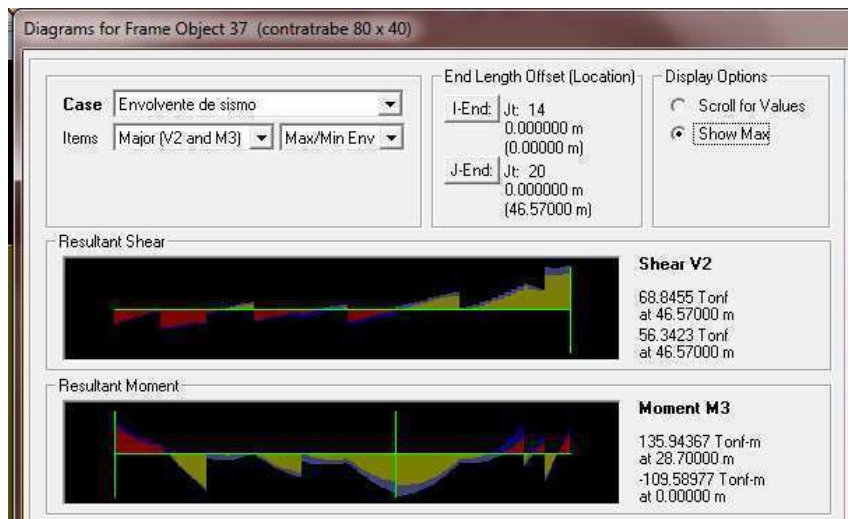 Diagrams for Frame Object 37 (contratrabe 80 x 40)
Case Envolvente de sismo
Items Major (V2 and M3) Max/Min Env
End Length Offset (Location)
I-End: Jt: 14
0.000000 m
(0.00000 m)
J-End: Jt: 20
0.000000 m
(46.57000 m)
Display Options
Scroll for Values
Show Max
Resultant Shear
Shear V2
68.8455 Tonf
at 46.57000 m
56.3423 Tonf
at 46.57000 m
Resultant Moment
Moment M3
135.94367 Tonf-m
at 28.70000 m
-109.58977 Tonf-m
at 0.00000 m